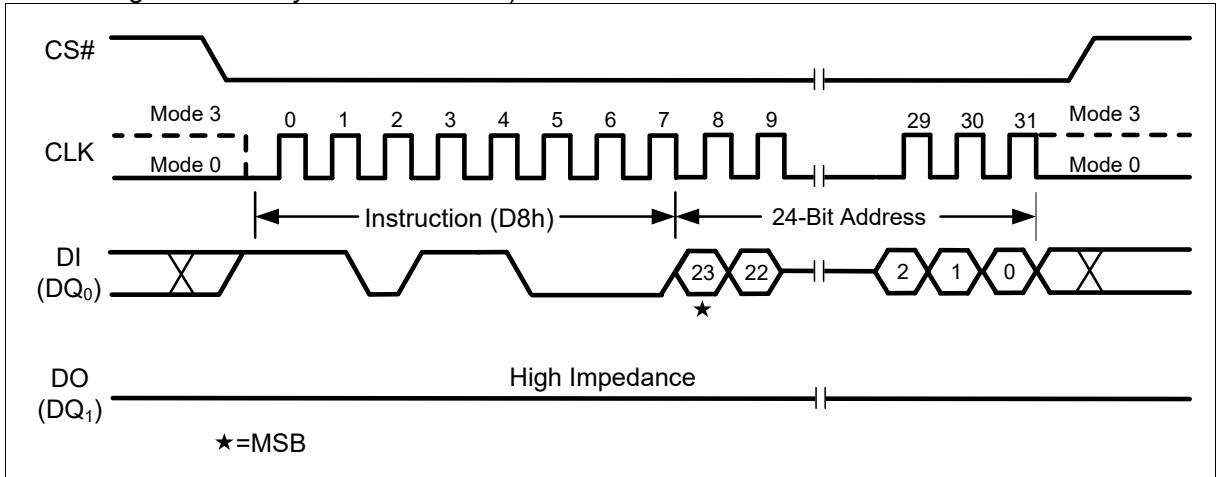 CS#
Mode 3
0 1 2 3 4 5 6 7 8 9 29 30 31
Mode 3
CLK
Mode 0
Mode 0
Instruction (D8h)
24-Bit Address
DI
(DQ0)
23 22 2 1 0
★
High Impedance
DO
(DQ1)
★=MSB